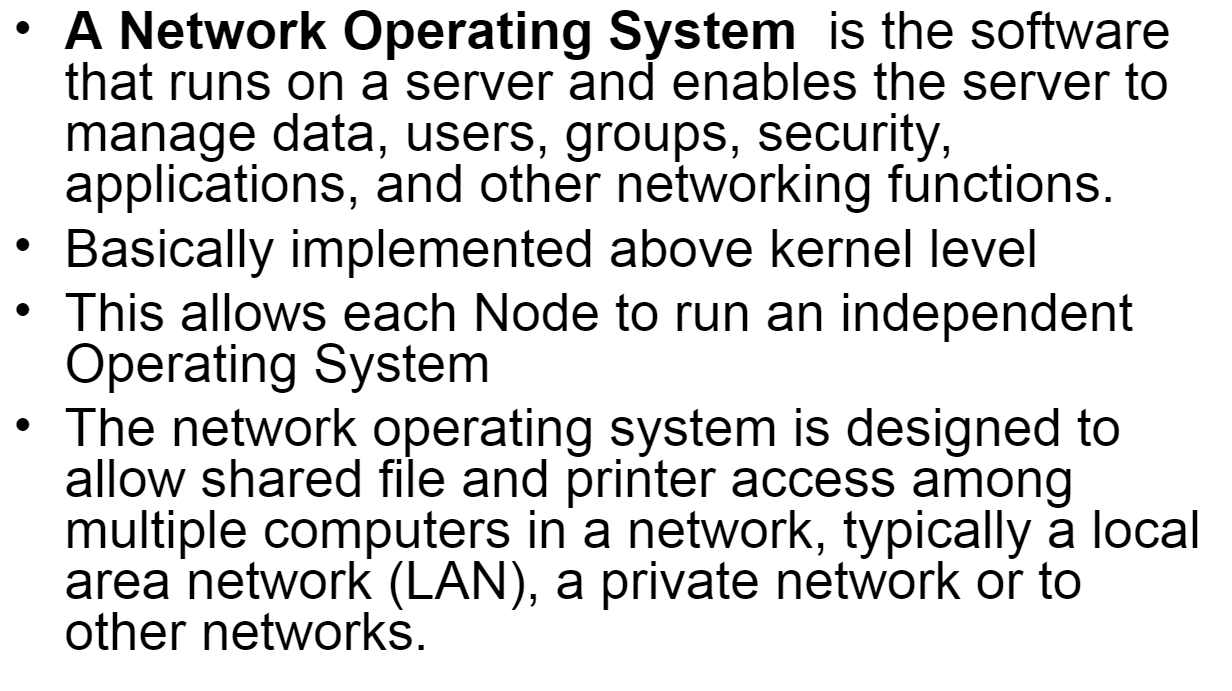 • A Network Operating System is the software
that runs on a server and enables the server to
manage data, users, groups, security,
applications, and other networking functions.
• Basically implemented above kernel level
• This allows each Node to run an independent
Operating System
• The network operating system is designed to
allow shared file and printer access among
multiple computers in a network, typically a local
area network (LAN), a private network or to
other networks.